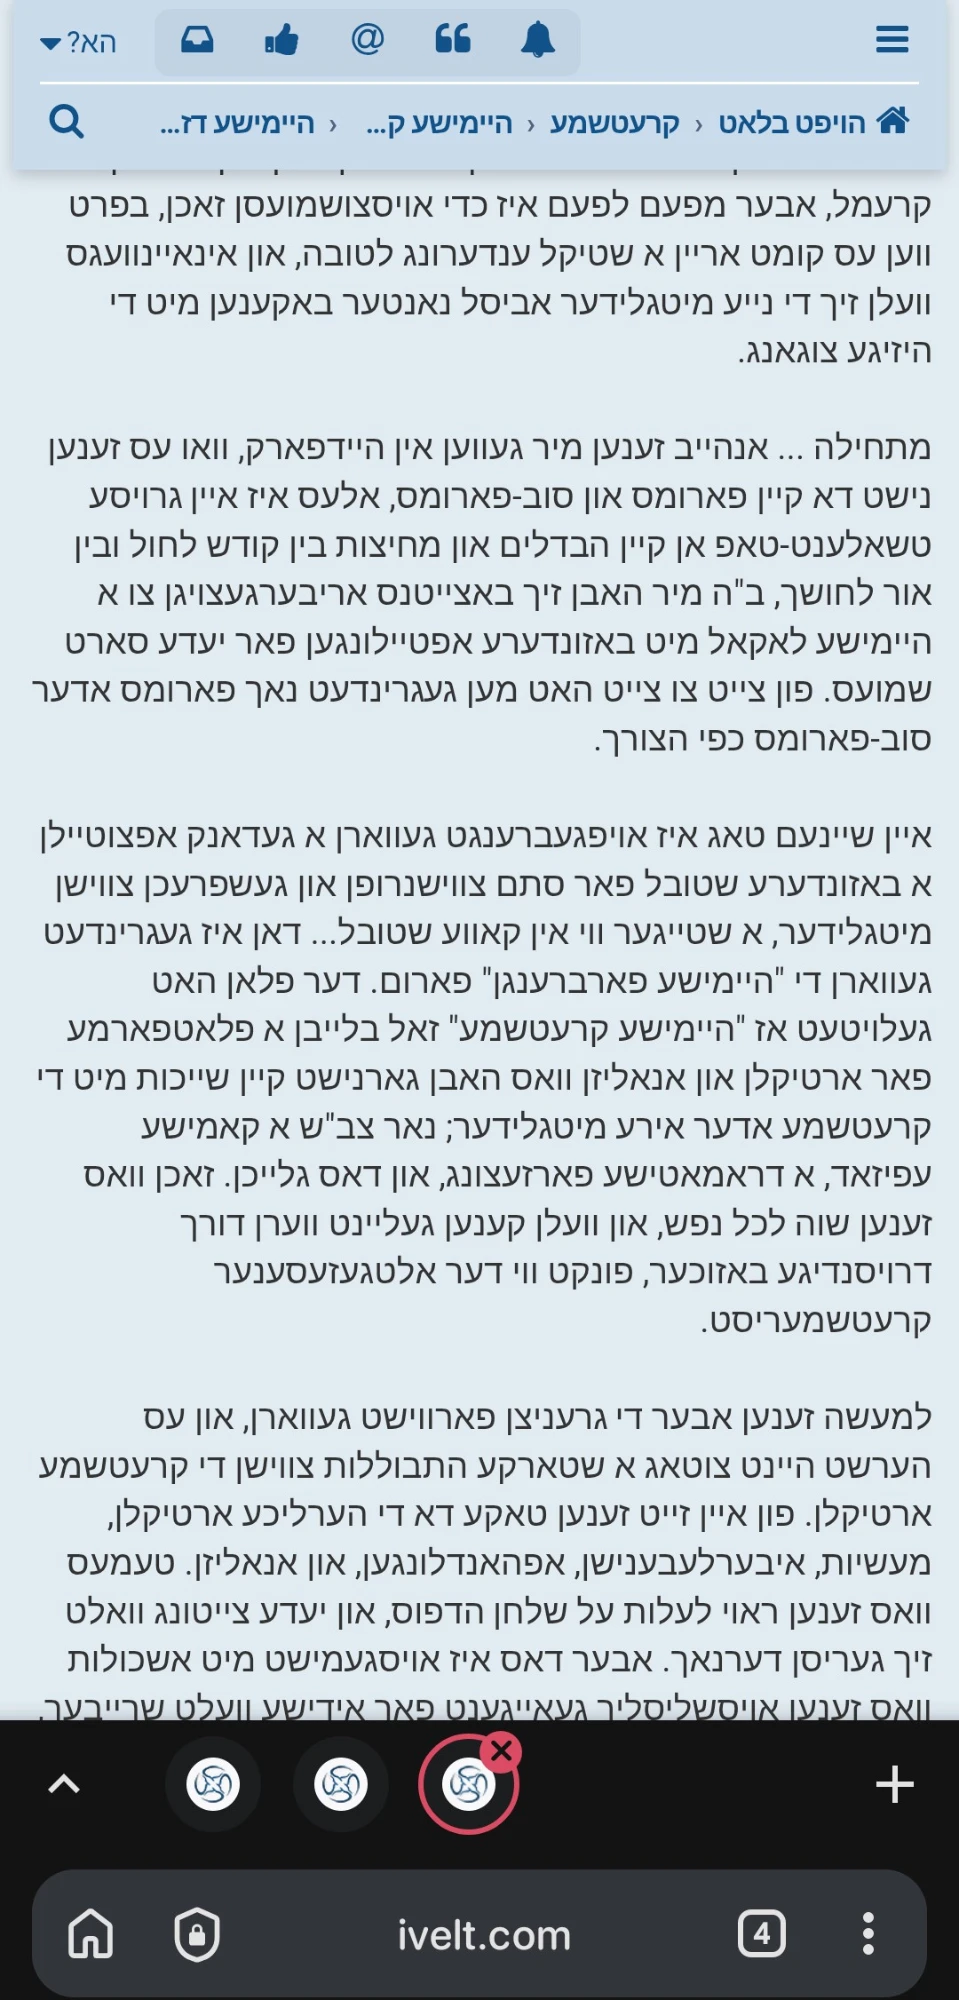 הא?
הויפט בלאט › קרעטשמע › היימישע ק... › היימישע דז...
קרעמל, אבער מפעם לפעם איז כדי אויסצושמועסן זאכן, בפרט
ווען עס קומט אריין א שטיקל ענדערונג לטובה, און אינאיינוועגס
וועלן זיך די נייע מיטגלידער אביסל נאנטער באקענען מיט די
היזיגע צוגאנג.
מתחילה ... אנהייב זענען מיר געווען אין היידפארק, וואו עס זענען
נישט דא קיין פארומס און סוב-פארומס, אלעס איז איין גרויסע
טשאלענט-טאפ אן קיין הבדלים און מחיצות בין קודש לחול ובין
אור לחושך, ב"ה מיר האבן זיך באצייטנס אריבערגעצויגן צו א
היימישע לאקאל מיט באזונדערע אפטיילונגען פאר יעדע סארט
שמועס. פון צייט צו צייט האט מען געגרינדעט נאך פארומס אדער
סוב-פארומס כפי הצורך.
איין שיינעם טאג איז אויפגעברענגט געווארן א געדאנק אפצוטיילן
א באזונדערע שטובל פאר סתם צווישנרופן און געשפרעכן צווישן
מיטגלידער, א שטייגער ווי אין קאווע שטובל... דאן איז געגרינדעט
געווארן די "היימישע פארברענגן" פארום. דער פלאן האט
געלויטעט אז "היימישע קרעטשמע" זאל בלייבן א פלאטפארמע
פאר ארטיקלן און אנאליזן וואס האבן גארנישט קיין שייכות מיט די
קרעטשמע אדער אירע מיטגלידער; נאר צב"ש א קאמישע
עפיזאד, א דראמאטישע פארזעצונג, און דאס גלייכן. זאכן וואס
זענען שוה לכל נפש, און וועלן קענען געליינט ווערן דורך
דרויסנדיגע באזוכער, פונקט ווי דער אלטגעזעסענער
קרעטשמעריסט.
למעשה זענען אבער די גרעניצן פארווישט געווארן, און עס
הערשט היינט צוטאג א שטארקע התבוללות צווישן די קרעטשמע
ארטיקלן. פון איין זייט זענען טאקע דא די הערליכע ארטיקלן,
מעשיות, איבערלעבענישן, אפהאנדלונגען, און אנאליזן. טעמעס
וואס זענען ראוי לעלות על שלחן הדפוס, און יעדע צייטונג וואלט
זיך געריסן דערנאך. אבער דאס איז אויסגעמישט מיט אשכולות
וואס זענען אויסשליסליך געאייגענט פאר אידישע וועלט שרייבער.
ivelt.com
4